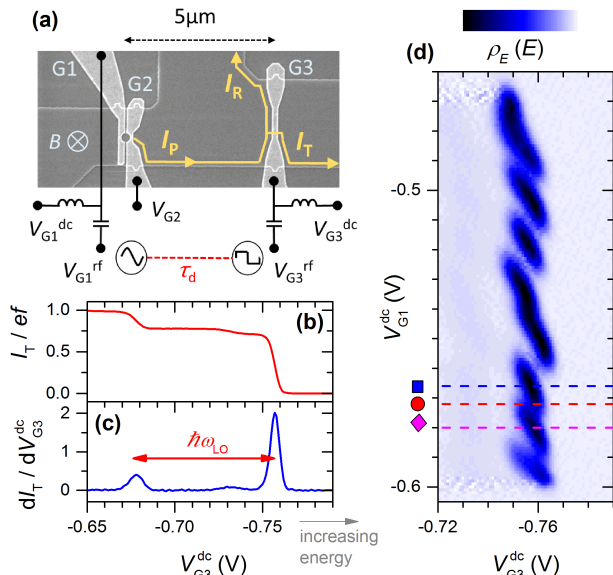 (a)
5μm
G1
G2
G3
I_R
B ⊗
I_P
I_T
V_G2
V_G1^dc
V_G3^dc
V_G1^rf
V_G3^rf
τ_d
(b)
I_T / ef
1.0
0.5
0.0
(c)
dI_T / dV_G3^dc
2
1
0
ħω_LO
-0.65
-0.70
-0.75
V_G3^dc (V)
increasing
energy
(d)
ρ_E (E)
V_G1^dc (V)
-0.5
-0.6
-0.72
-0.76
V_G3^dc (V)